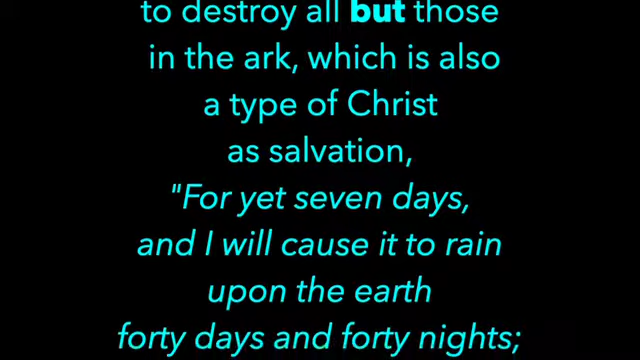 to destroy all but those
in the ark, which is also
a type of Christ
as salvation,
"For yet seven days,
and I will cause it to rain
upon the earth
forty days and forty nights;